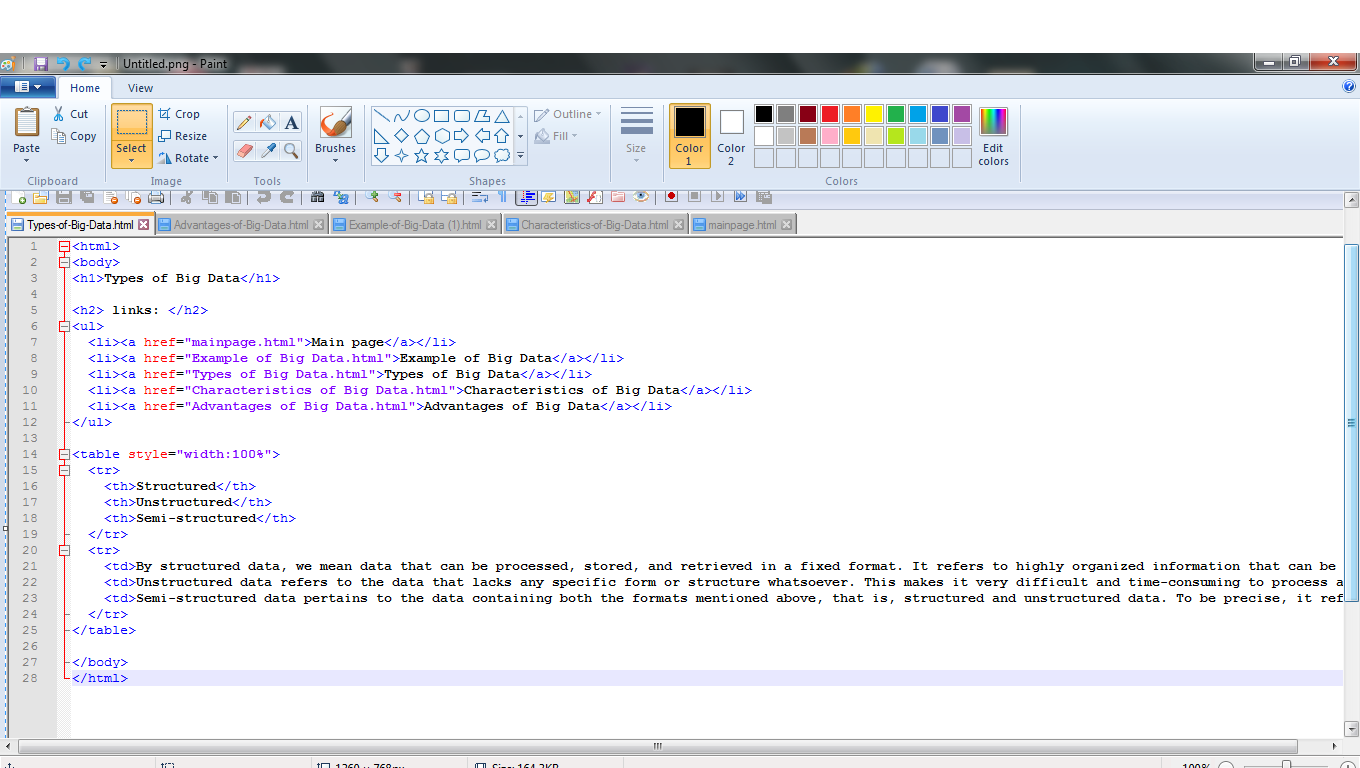 Untitled.png - Paint
Home View
Paste
Cut
Copy
Clipboard
Select
Crop
Resize
Rotate
Image
A
Tools
Brushes
Outline
Fill
Shapes
Size
Color 1
Color 2
Edit colors
Colors
Types-of-Big-Data.html Advantages-of-Big-Data.html Example-of-Big-Data (1).html Characteristics-of-Big-Data.html mainpage.html
1 <html>
2 <body>
3 <h1>Types of Big Data</h1>
4
5 <h2> links: </h2>
6 <ul>
7 <li><a href="mainpage.html">Main page</a></li>
8 <li><a href="Example of Big Data.html">Example of Big Data</a></li>
9 <li><a href="Types of Big Data.html">Types of Big Data</a></li>
10 <li><a href="Characteristics of Big Data.html">Characteristics of Big Data</a></li>
11 <li><a href="Advantages of Big Data.html">Advantages of Big Data</a></li>
12 </ul>
13
14 <table style="width:100%">
15 <tr>
16 <th>Structured</th>
17 <th>Unstructured</th>
18 <th>Semi-structured</th>
19 </tr>
20 <tr>
21 <td>By structured data, we mean data that can be processed, stored, and retrieved in a fixed format. It refers to highly organized information that can be
22 <td>Unstructured data refers to the data that lacks any specific form or structure whatsoever. This makes it very difficult and time-consuming to process a
23 <td>Semi-structured data pertains to the data containing both the formats mentioned above, that is, structured and unstructured data. To be precise, it ref
24 </tr>
25 </table>
26
27 </body>
28 </html>
1360 × 768px Size: 164.3KB 100%